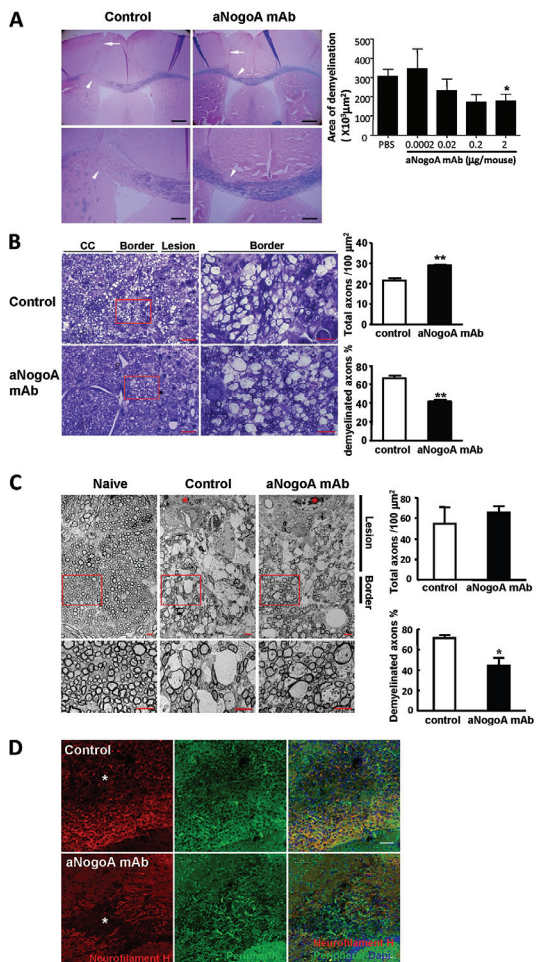 A
Control
aNogoA mAb
Area of demyelination
( X10³µm²)
500
400
300
200
100
0
*
PBS
0.0002
0.02
0.2
2
aNogoA mAb (µg/mouse)
B
CC
Border
Lesion
Border
Control
aNogoA
mAb
Total axons /100 µm²
40
30
20
10
0
**
control
aNogoA mAb
demyelinated axons %
80
60
40
20
0
**
control
aNogoA mAb
C
Naive
Control
aNogoA mAb
*
*
Lesion
Border
Total axons /100 µm²
80
60
40
20
0
control
aNogoA mAb
Demyelinated axons %
80
60
40
20
0
*
control
aNogoA mAb
D
Control
*
aNogoA mAb
*
Neurofilament H
Peripherin
Neurofilament H
Peripherin Dapi